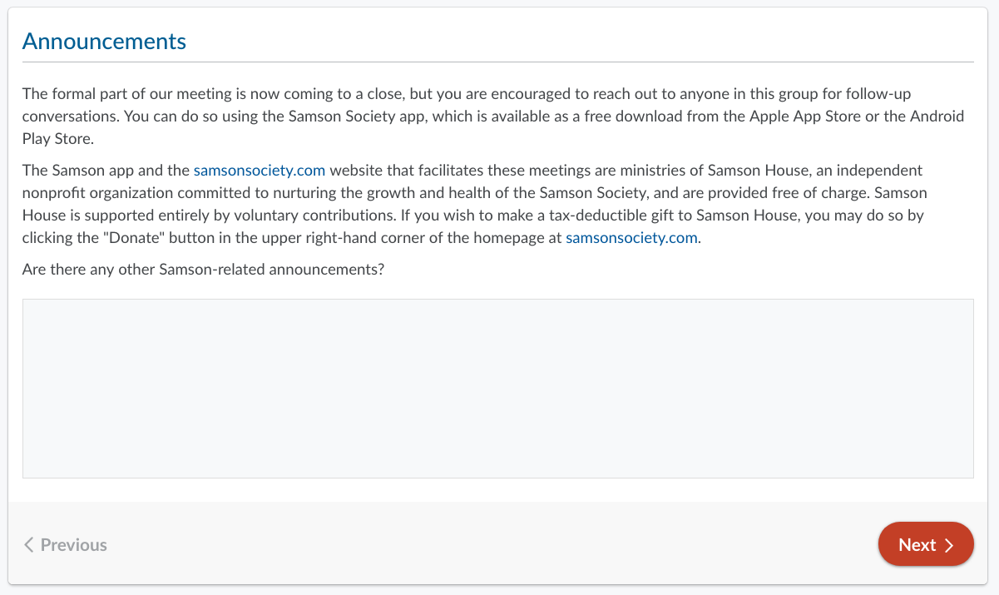 Announcements
The formal part of our meeting is now coming to a close, but you are encouraged to reach out to anyone in this group for follow-up
conversations. You can do so using the Samson Society app, which is available as a free download from the Apple App Store or the Android
Play Store.
The Samson app and the samsonsociety.com website that facilitates these meetings are ministries of Samson House, an independent
nonprofit organization committed to nurturing the growth and health of the Samson Society, and are provided free of charge. Samson
House is supported entirely by voluntary contributions. If you wish to make a tax-deductible gift to Samson House, you may do so by
clicking the "Donate" button in the upper right-hand corner of the homepage at samsonsociety.com.
Are there any other Samson-related announcements?
Previous
Next